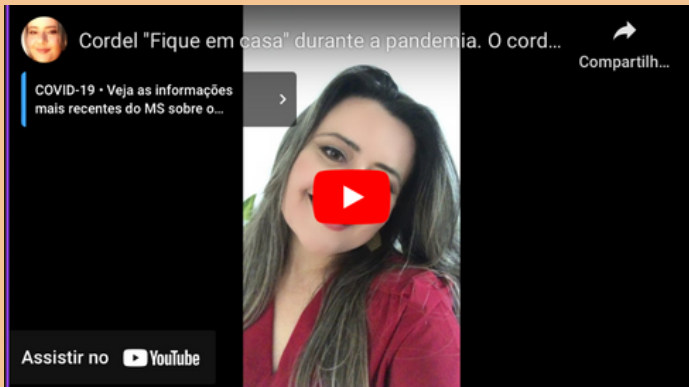 Cordel "Fique em casa" durante a pandemia. O cord...
Compartilh...
COVID-19 • Veja as informações
mais recentes do MS sobre o...
Assistir no YouTube